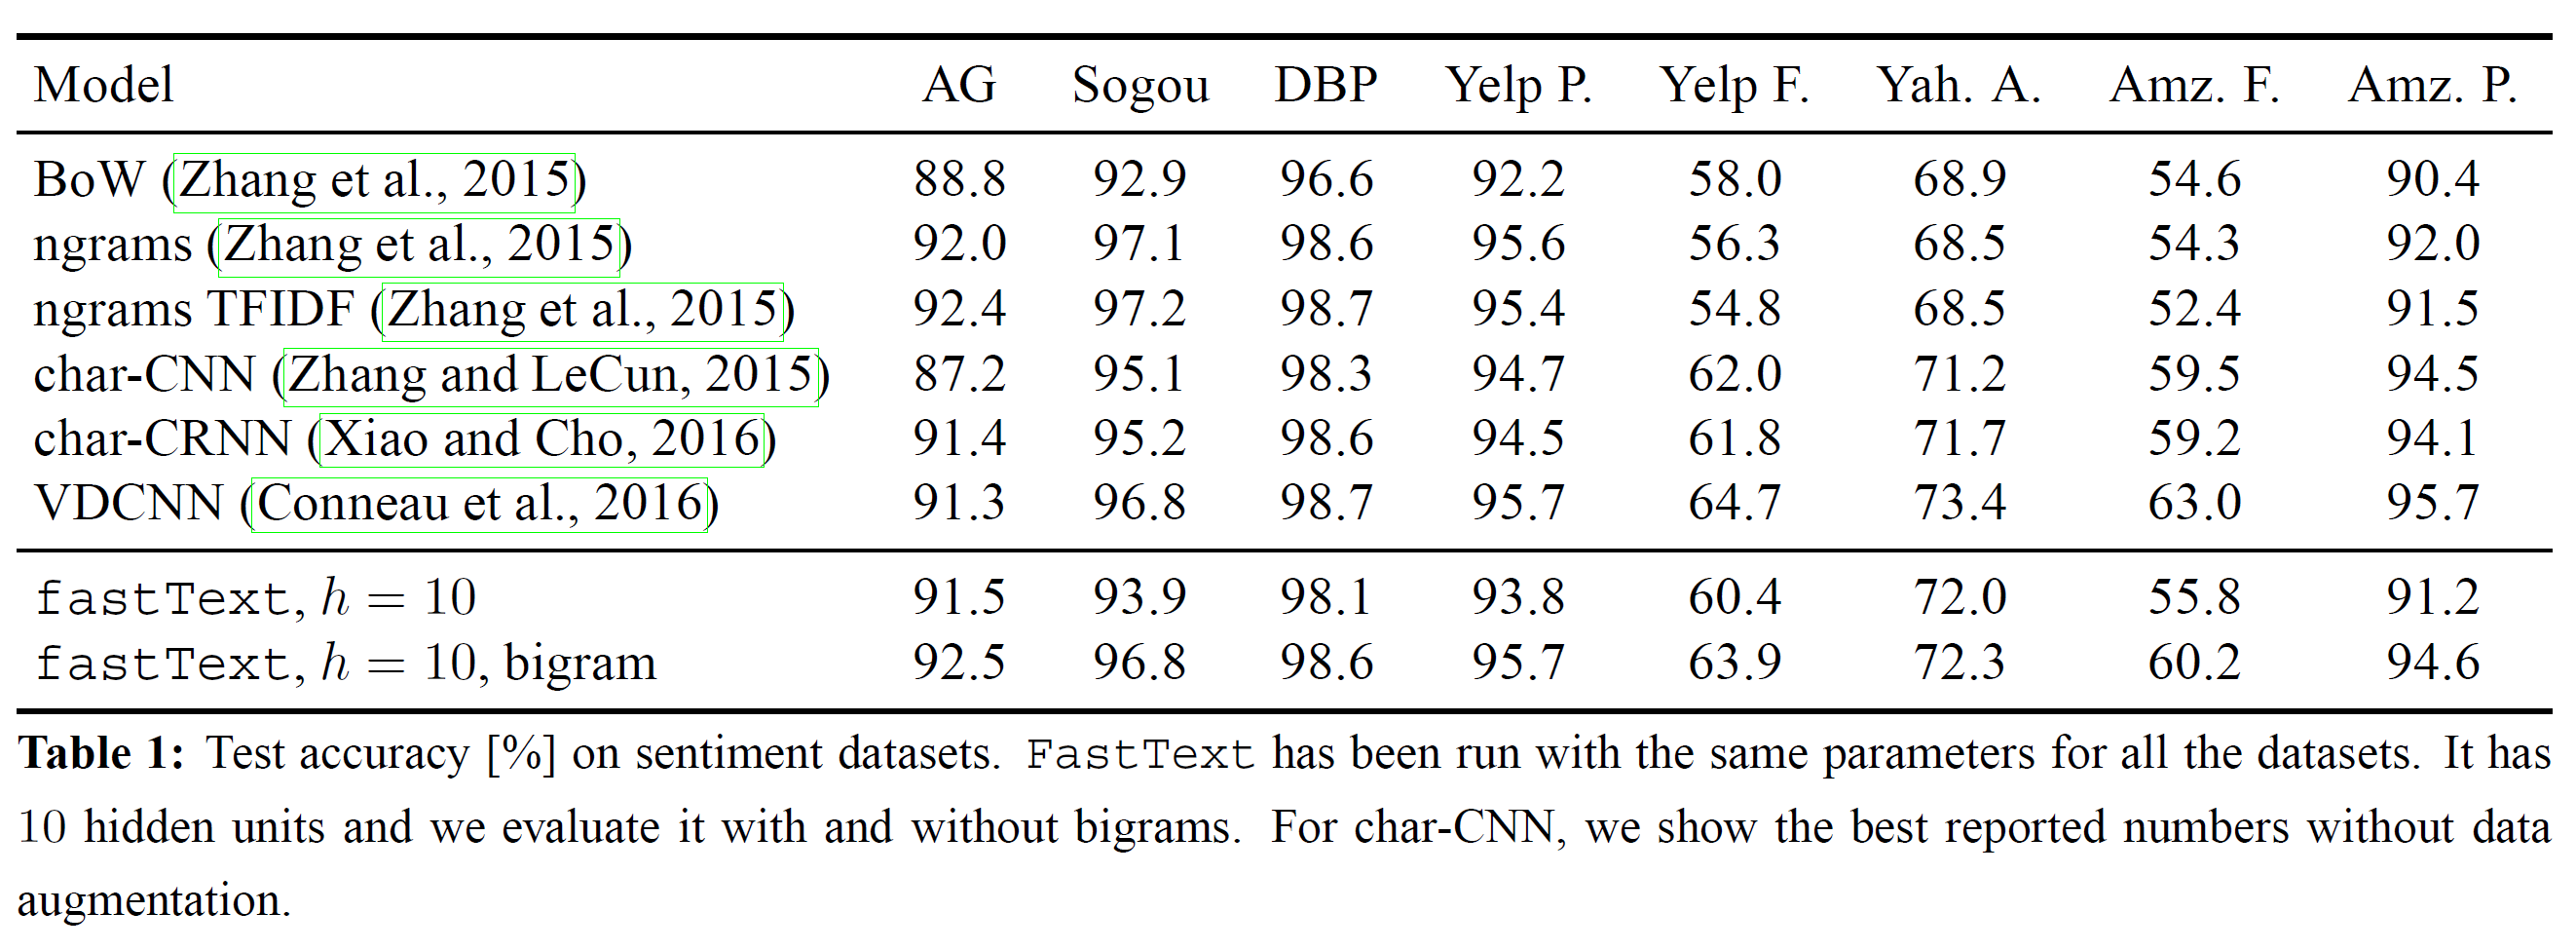 Model AG Sogou DBP Yelp P. Yelp F. Yah. A. Amz. F. Amz. P.
BoW (Zhang et al., 2015) 88.8 92.9 96.6 92.2 58.0 68.9 54.6 90.4
ngrams (Zhang et al., 2015) 92.0 97.1 98.6 95.6 56.3 68.5 54.3 92.0
ngrams TFIDF (Zhang et al., 2015) 92.4 97.2 98.7 95.4 54.8 68.5 52.4 91.5
char-CNN (Zhang and LeCun, 2015) 87.2 95.1 98.3 94.7 62.0 71.2 59.5 94.5
char-CRNN (Xiao and Cho, 2016) 91.4 95.2 98.6 94.5 61.8 71.7 59.2 94.1
VDCNN (Conneau et al., 2016) 91.3 96.8 98.7 95.7 64.7 73.4 63.0 95.7
fastText, h = 10 91.5 93.9 98.1 93.8 60.4 72.0 55.8 91.2
fastText, h = 10, bigram 92.5 96.8 98.6 95.7 63.9 72.3 60.2 94.6
Table 1: Test accuracy [%] on sentiment datasets. FastText has been run with the same parameters for all the datasets. It has
10 hidden units and we evaluate it with and without bigrams. For char-CNN, we show the best reported numbers without data
augmentation.